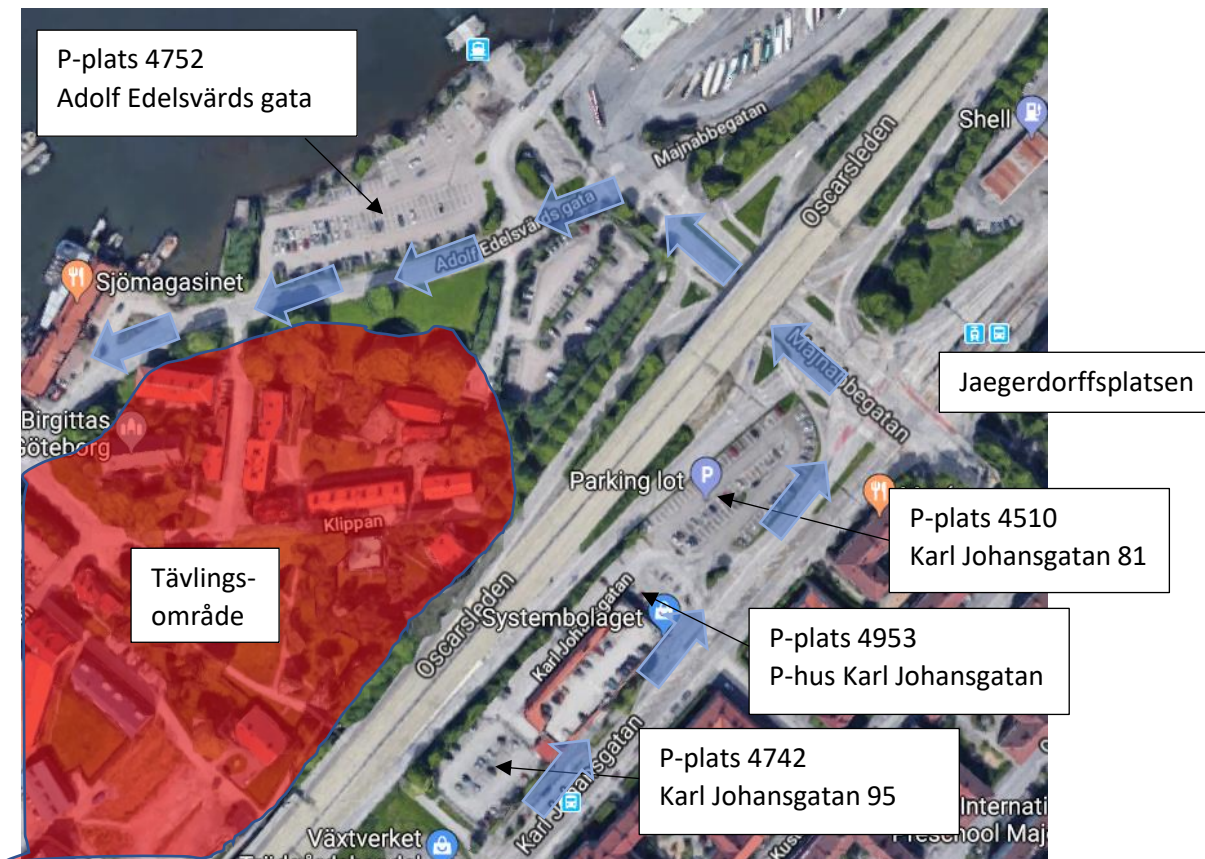 P-plats 4752
Adolf Edelsvärds gata
Shell
Majnabbegatan
Oscarsleden
Adolf Edelsvärds gata
Sjömagasinet
Majnabbegatan
Jaegerdorffsplatsen
Birgittas
Göteborg
Parking lot
P
Klippan
P-plats 4510
Karl Johansgatan 81
Tävlings-
område
Oscarsleden
Karl Johansgatan
Systembolaget
P-plats 4953
P-hus Karl Johansgatan
Karl Johansgatan
P-plats 4742
Karl Johansgatan 95
Växtverket
Internati
Preschool Maj